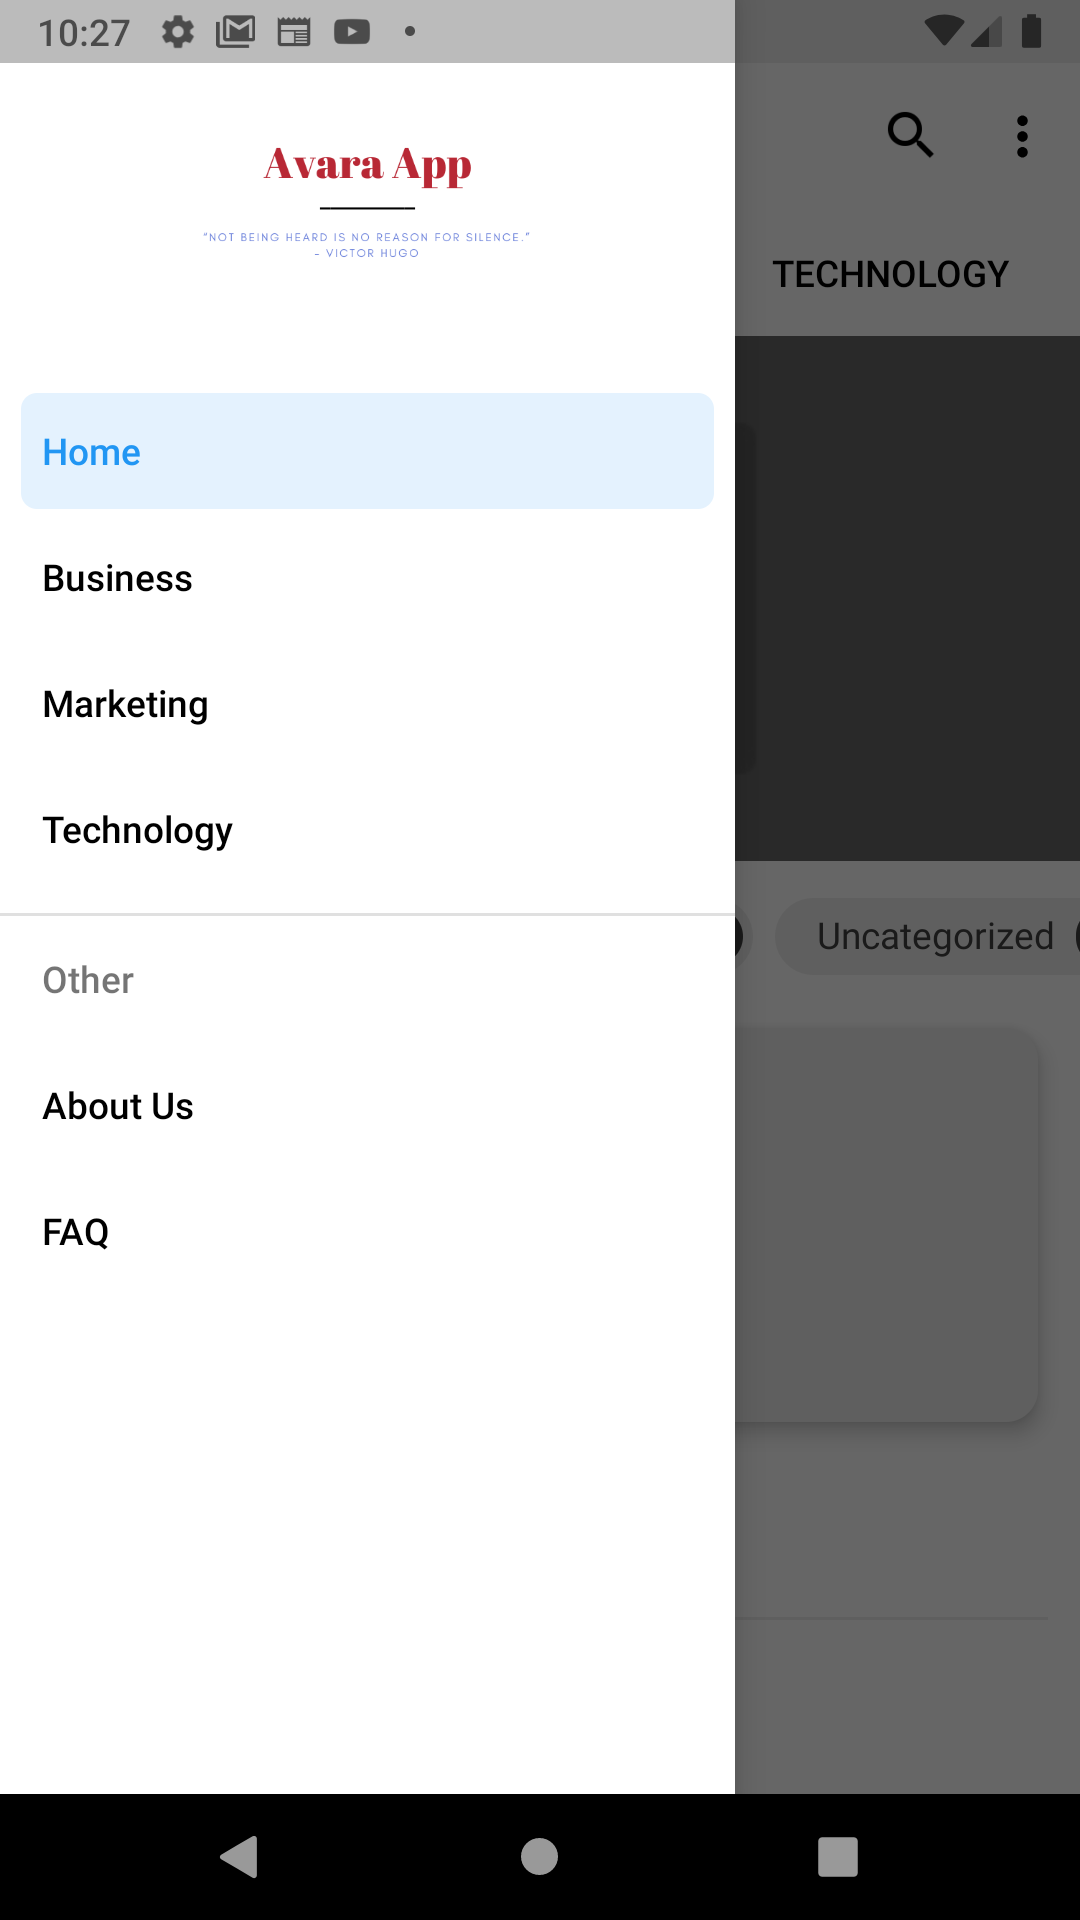 10:27
Avara App
"NOT BEING HEARD IS NO REASON FOR SILENCE."
- VICTOR HUGO
TECHNOLOGY
Home
Business
Marketing
Technology
Uncategorized
Other
About Us
FAQ